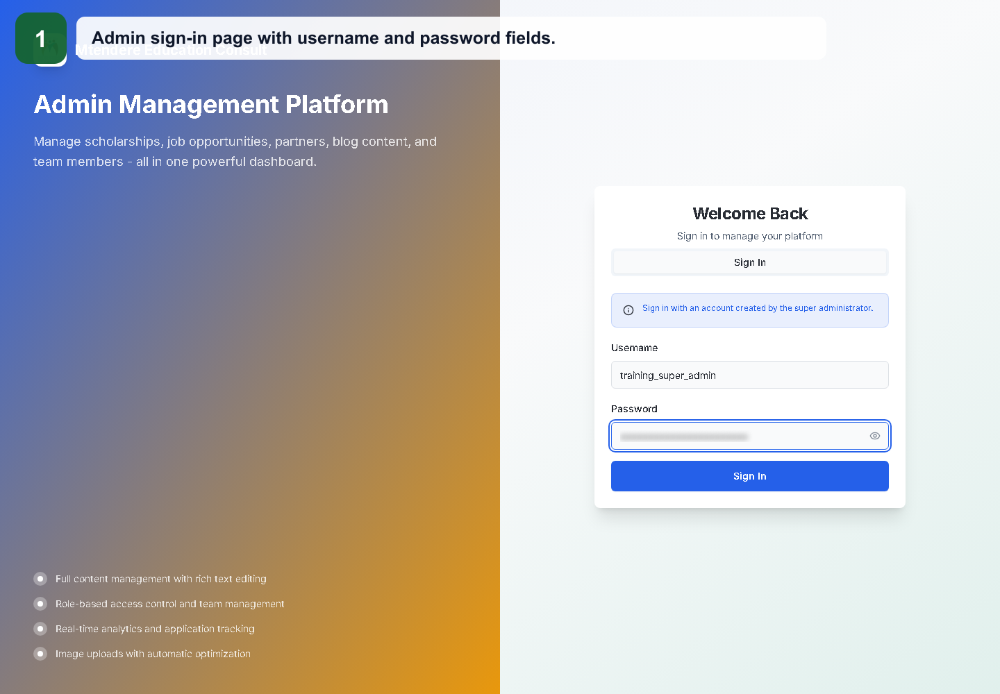 1
Admin sign-in page with username and password fields.
Mtendere Education Consult
Admin Management Platform
Manage scholarships, job opportunities, partners, blog content, and
team members - all in one powerful dashboard.
Full content management with rich text editing
Role-based access control and team management
Real-time analytics and application tracking
Image uploads with automatic optimization
Welcome Back
Sign in to manage your platform
Sign In
Sign in with an account created by the super administrator.
Username
training_super_admin
Password
Sign In